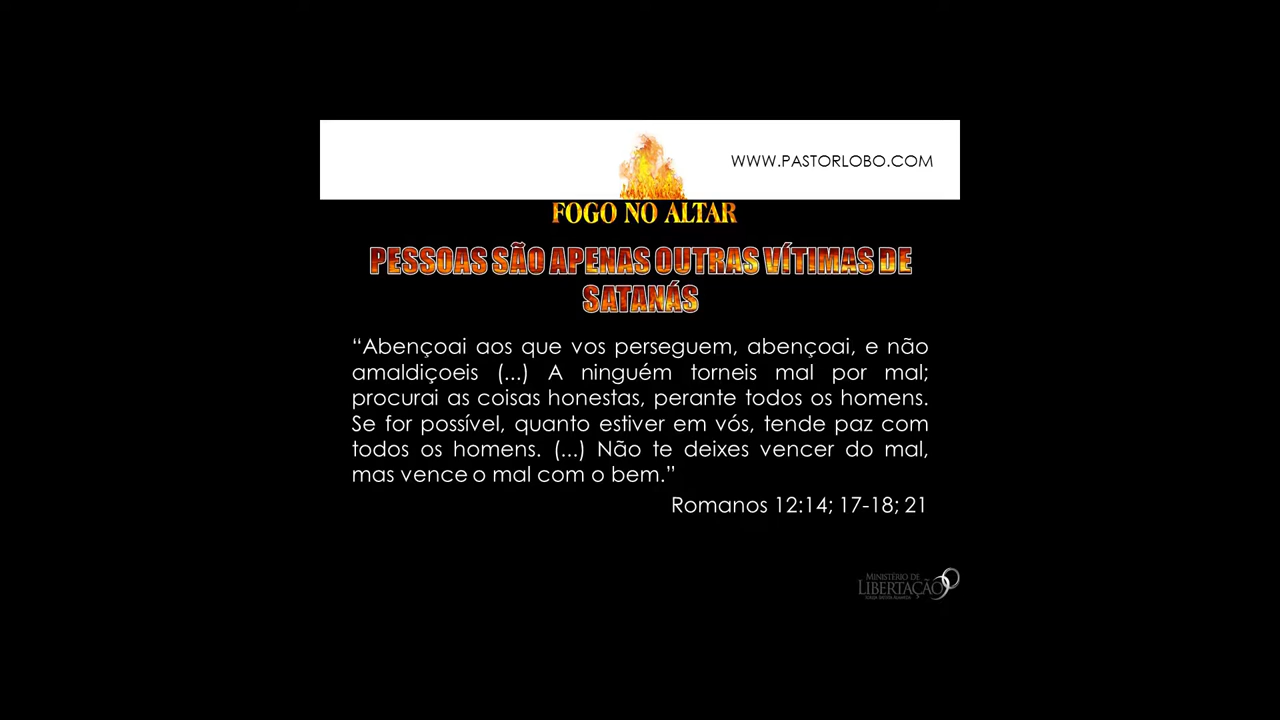 WWW.PASTORLOBO.COM
FOGO NO ALTAR
PESSOAS SÃO APENAS OUTRAS VÍTIMAS DE
SATANÁS
“Abençoai aos que vos perseguem, abençoai, e não
amaldiçoeis (...) A ninguém torneis mal por mal;
procurai as coisas honestas, perante todos os homens.
Se for possível, quanto estiver em vós, tende paz com
todos os homens. (...) Não te deixes vencer do mal,
mas vence o mal com o bem.”
Romanos 12:14; 17-18; 21
MINISTÉRIO DE
LIBERTAÇÃO